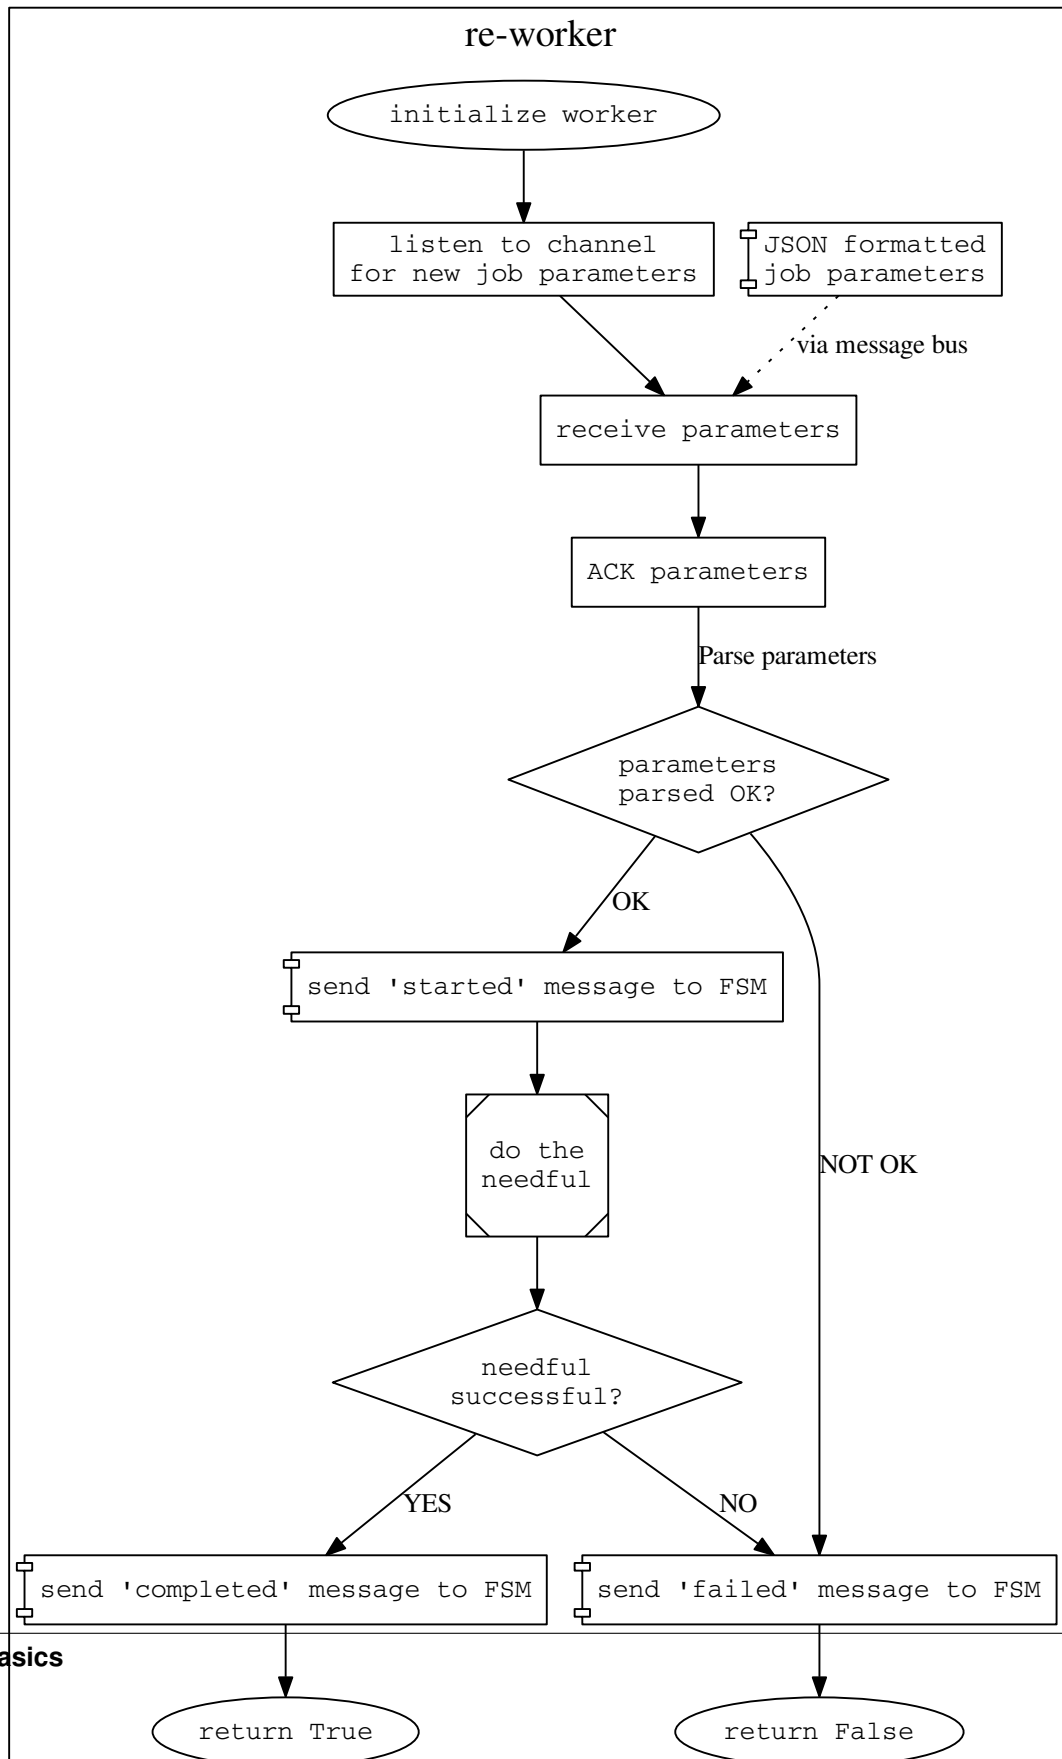 re-worker
initialize worker
listen to channel
for new job parameters
JSON formatted
job parameters
via message bus
receive parameters
ACK parameters
Parse parameters
parameters
parsed OK?
OK
send 'started' message to FSM
do the
needful
NOT OK
needful
successful?
YES
NO
send 'completed' message to FSM
send 'failed' message to FSM
return True
return False